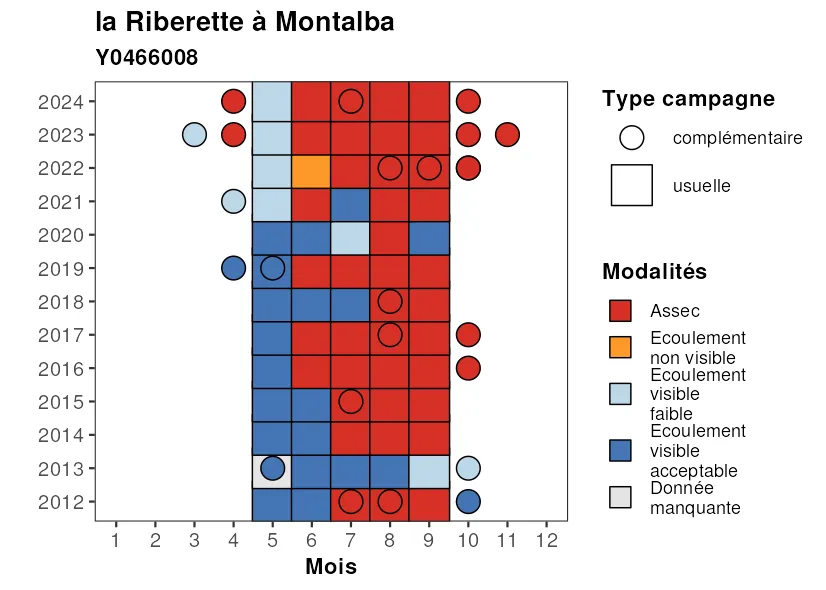 la Riberette à Montalba
Y0466008
2024
2023
2022
2021
2020
2019
2018
2017
2016
2015
2014
2013
2012
1 2 3 4 5 6 7 8 9 10 11 12
Mois
Type campagne
complémentaire
usuelle
Modalités
Assec
Ecoulement
non visible
Ecoulement
visible
faible
Ecoulement
visible
acceptable
Donnée
manquante